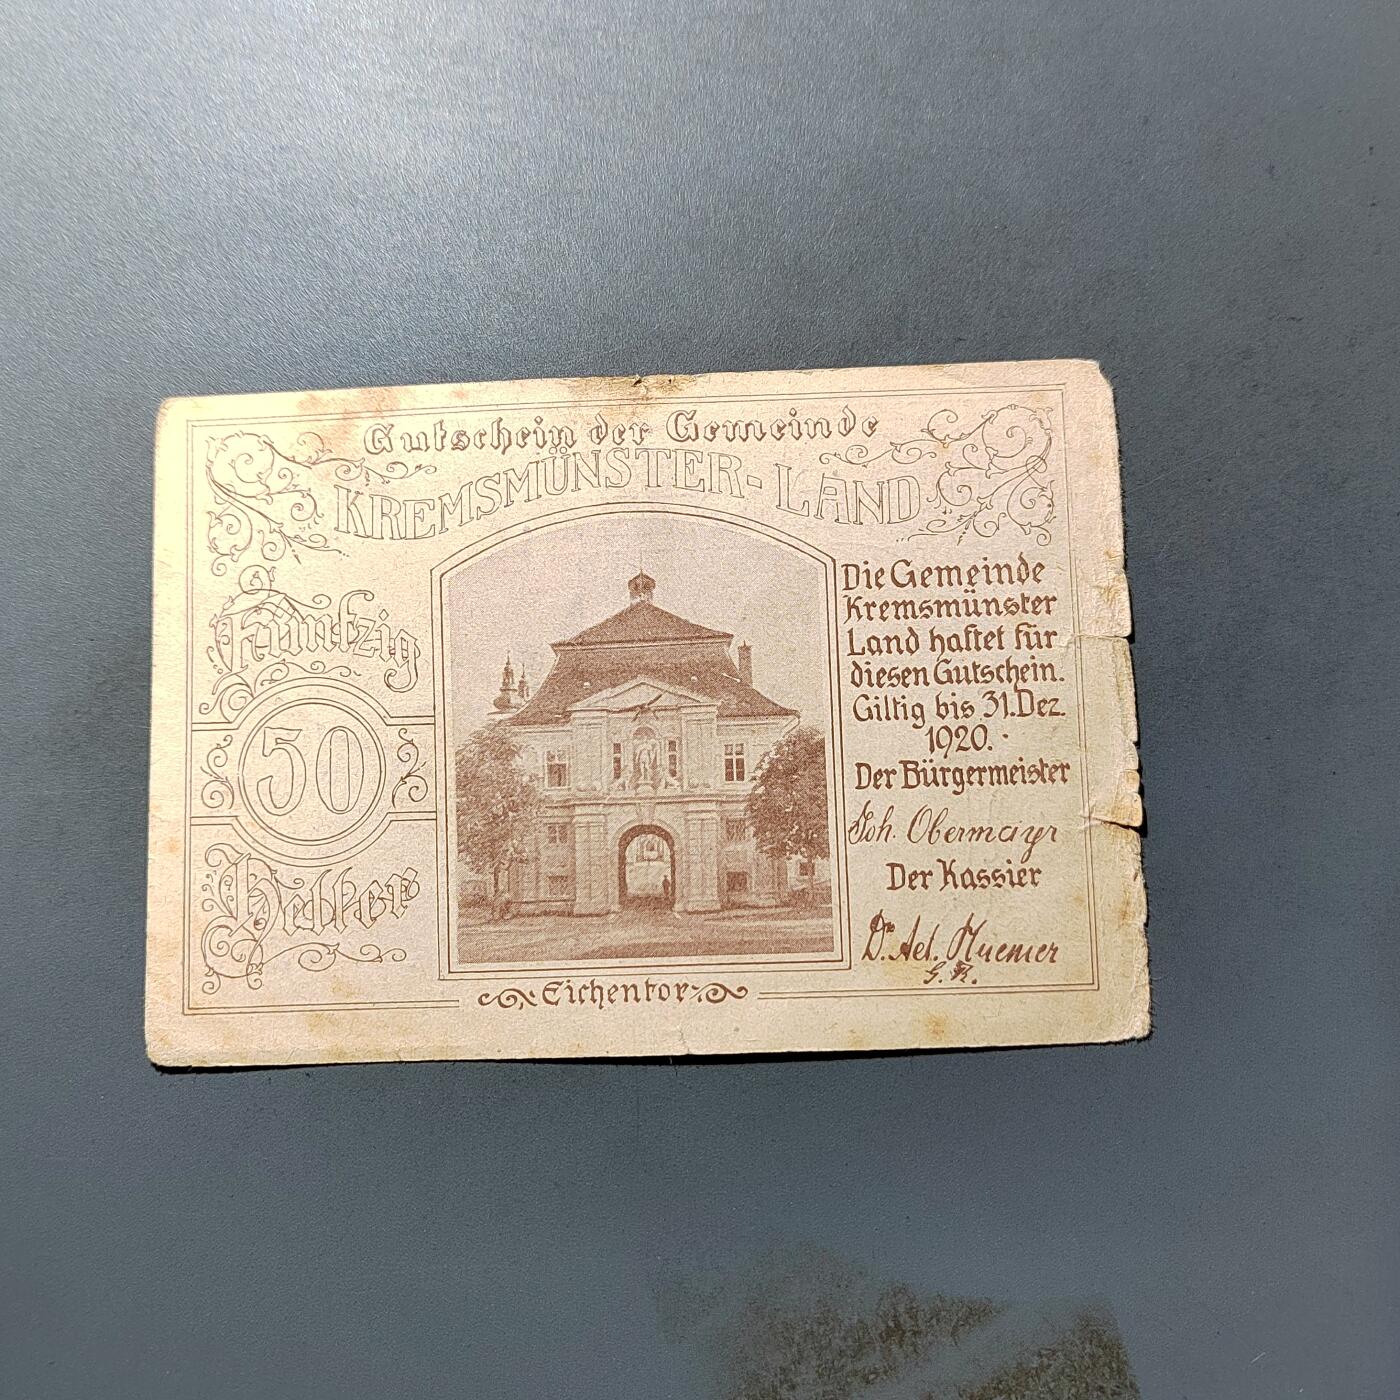 Gutschein der Gemeinde
KREMSMÜNSTER-LAND
Fünfzig
50
Heller
Die Gemeinde
Kremsmünster
Land haftet für
diesen Gutschein.
Giltig bis 31. Dez.
1920.
Der Bürgermeister
Joh. Obermayr
Der Kassier
Dr. Ad. Huemer
G. R.
Eichentor